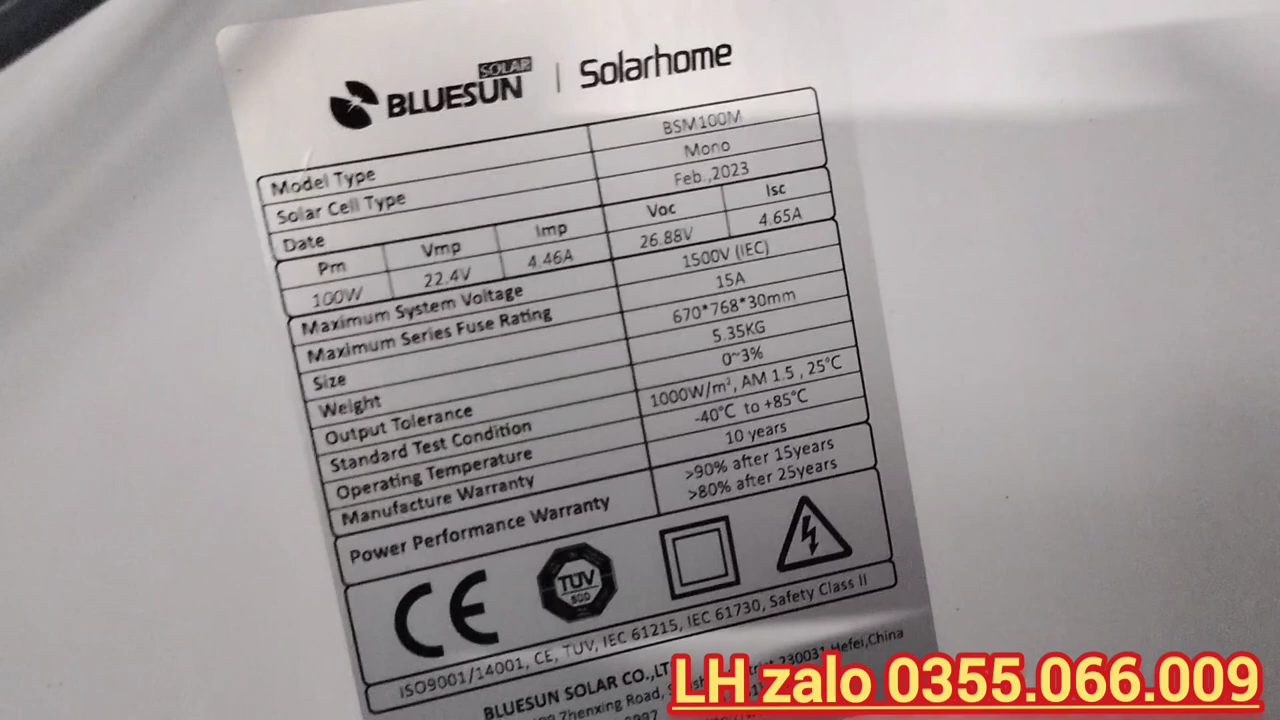 BLUESUN SOLAR | Solarhome
Model Type BSM100M
Solar Cell Type Mono
Date Feb.,2023
Pm Vmp Imp Voc Isc
100W 22.4V 4.46A 26.88V 4.65A
Maximum System Voltage 1500V (IEC)
Maximum Series Fuse Rating 15A
Size 670*768*30mm
Weight 5.35KG
Output Tolerance 0~3%
Standard Test Condition 1000W/m², AM 1.5 , 25°C
Operating Temperature -40°C to +85°C
Manufacture Warranty 10 years
Power Performance Warranty >90% after 15years
>80% after 25years
CE TUV
ISO9001/14001, CE, TUV, IEC 61215, IEC 61730, Safety Class II
BLUESUN SOLAR CO.,LT
Zhenxing Road, 230031 Hefei,China
LH zalo 0355.066.009